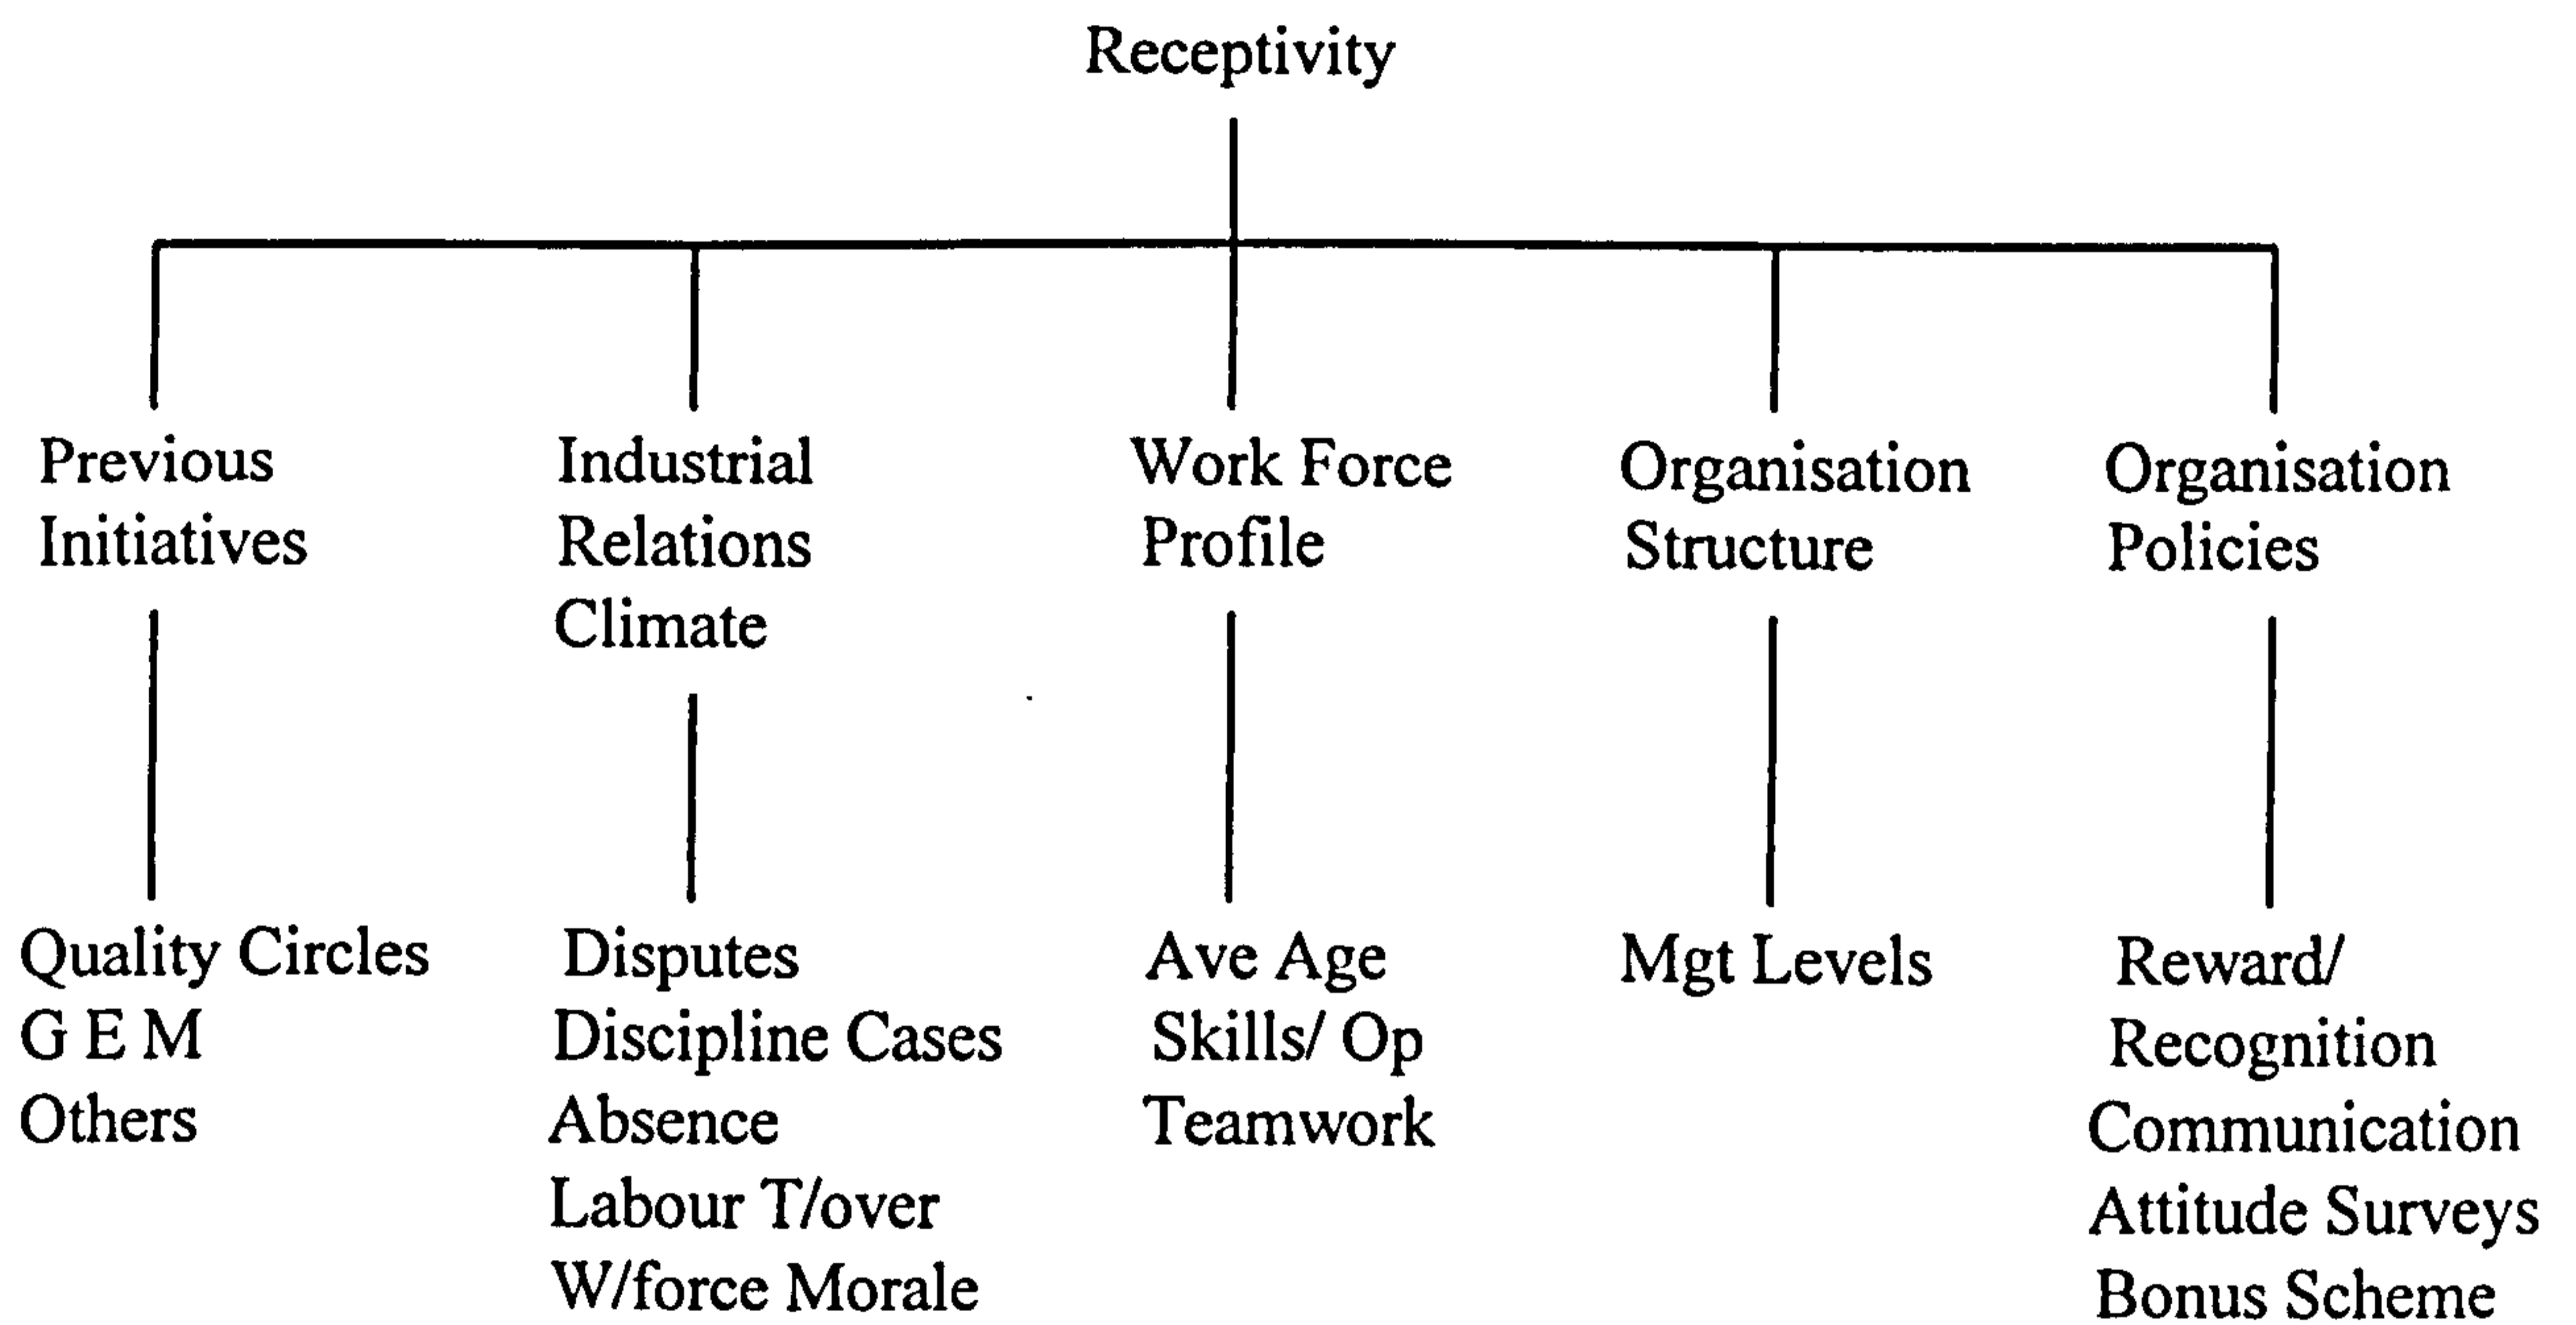 Receptivity
Previous
Initiatives
Industrial
Relations
Climate
Work Force
Profile
Organisation
Structure
Organisation
Policies
Quality Circles
G E M
Others
Disputes
Discipline Cases
Absence
Labour T/over
W/force Morale
Ave Age
Skills/ Op
Teamwork
Mgt Levels
Reward/
Recognition
Communication
Attitude Surveys
Bonus Scheme